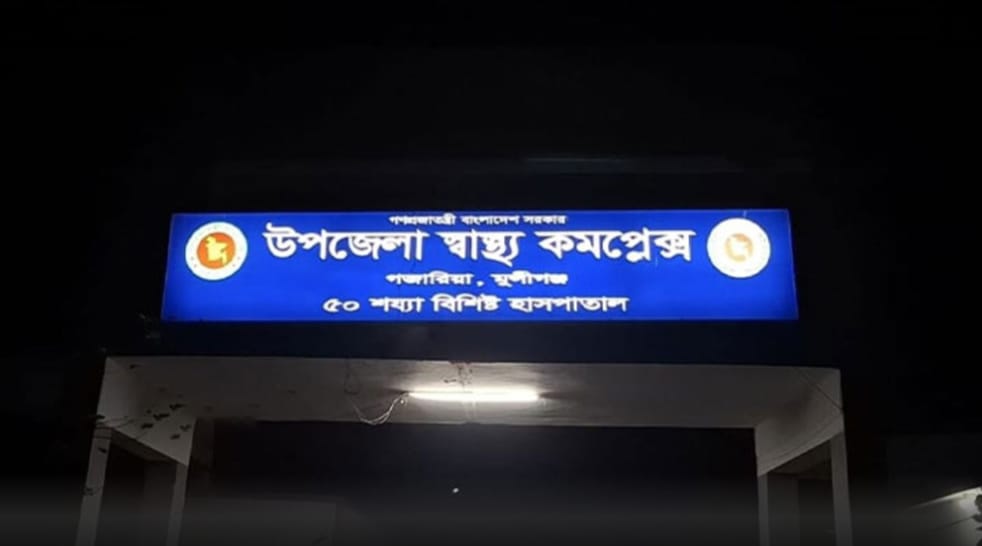 গণপ্রজাতন্ত্রী বাংলাদেশ সরকার
উপজেলা স্বাস্থ্য কমপ্লেক্স
গজারিয়া, মুন্সীগঞ্জ
৫০ শয্যা বিশিষ্ট হাসপাতাল